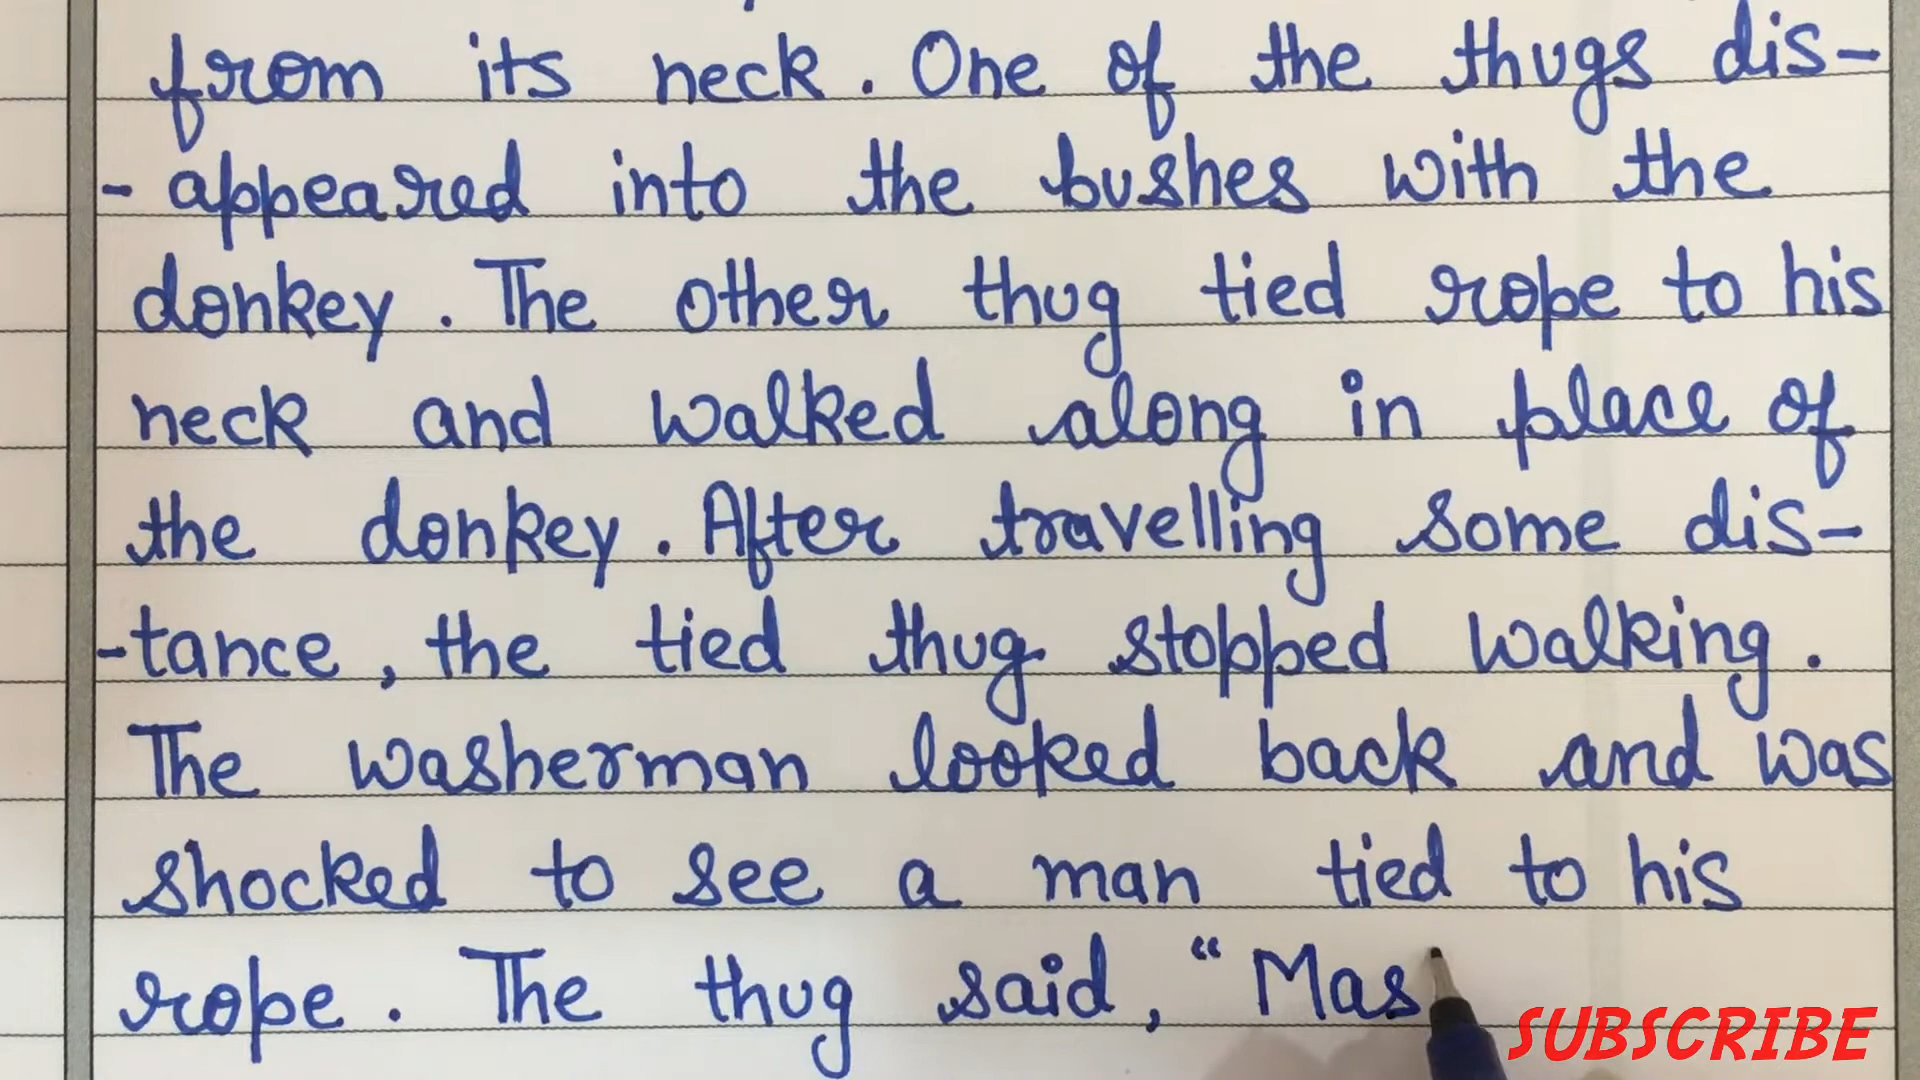 from its neck. One of the thugs dis-
-appeared into the bushes with the
donkey. The other thug tied rope to his
neck and walked along in place of
the donkey. After travelling some dis-
-tance, the tied thug stopped walking.
The washerman looked back and was
shocked to see a man tied to his
rope. The thug said, “Mas
SUBSCRIBE